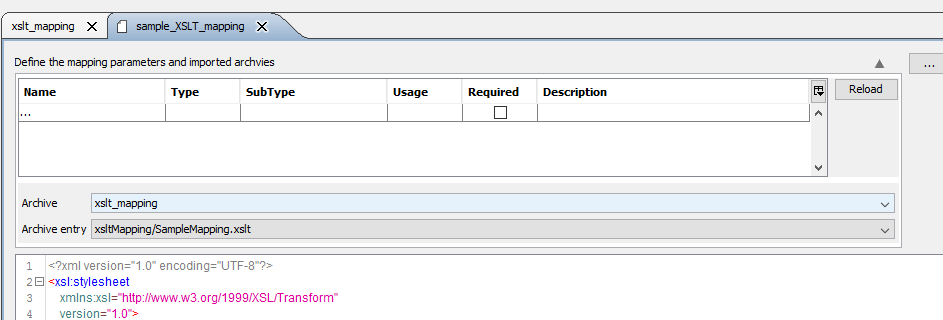 xslt_mapping sample_XSLT_mapping
Define the mapping parameters and imported archvies ...
Name Type SubType Usage Required Description Reload
...
Archive xslt_mapping
Archive entry xsltMapping/SampleMapping.xslt
1 <?xml version="1.0" encoding="UTF-8"?>
2 <xsl:stylesheet
3 xmlns:xsl="http://www.w3.org/1999/XSL/Transform"
4 version="1.0">